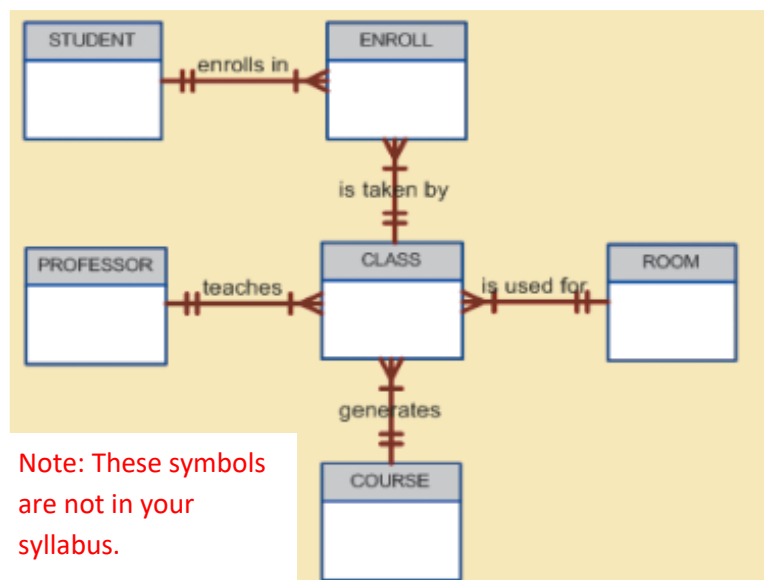 STUDENT
ENROLL
enrolls in
is taken by
PROFESSOR
CLASS
ROOM
teaches
is used for
generates
COURSE
Note: These symbols
are not in your
syllabus.